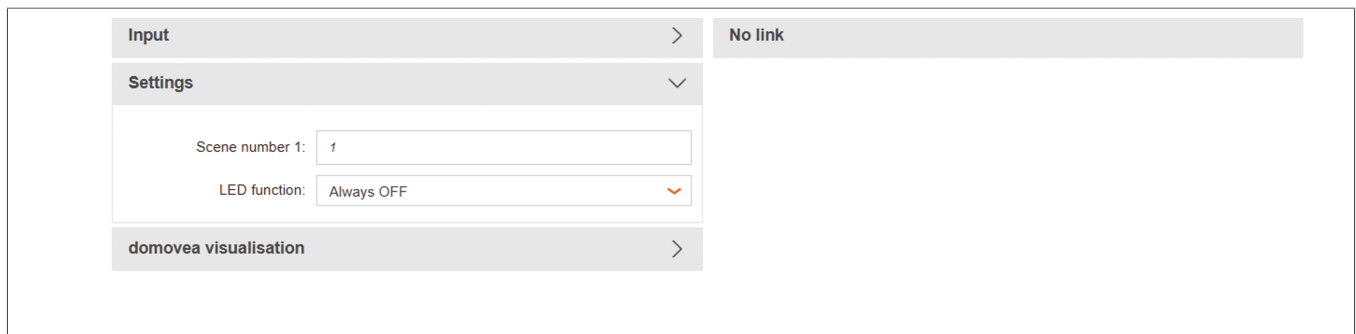 Input
No link
Settings
Scene number 1: 1
LED function: Always OFF
domovea visualisation